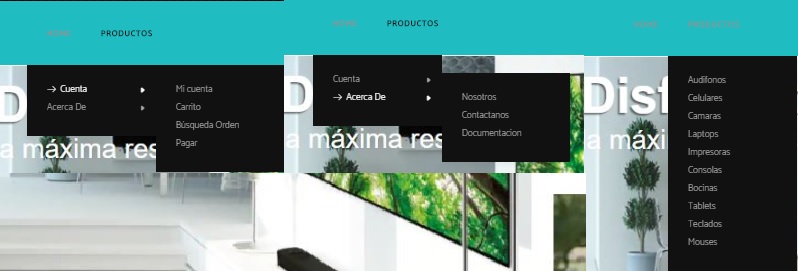 HOME
PRODUCTOS
→ Cuenta
Acerca De
Mi cuenta
Carrito
Búsqueda Orden
Pagar
D
a máxima res
HOME
PRODUCTOS
Cuenta
→ Acerca De
Nosotros
Contactanos
Documentacion
D
a máxima res
HOME
PRODUCTOS
Audifonos
Celulares
Camaras
Laptops
Impresoras
Consolas
Bocinas
Tablets
Teclados
Mouses
Disf
a máxi